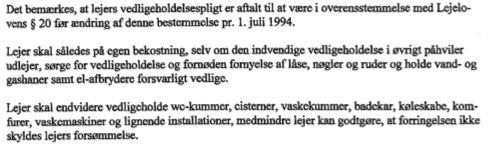 Det bemærkes, at lejers vedligeholdelsespligt er aftalt til at være i overensstemmelse med Lejelo-
vens § 20 før ændring af denne bestemmelse pr. 1. juli 1994.
Lejer skal således på egen bekostning, selv om den indvendige vedligeholdelse i øvrigt påhviler
udlejer, sørge for vedligeholdelse og fornøden fornyelse af låse, nøgler og ruder og holde vand- og
gashaner samt el-afbrydere forsvarligt vedlige.
Lejer skal endvidere vedligeholde wc-kummer, cisterner, vaskekummer, badekar, køleskabe, kom-
furer, vaskemaskiner og lignende installationer, medmindre lejer kan godtgøre, at forringelsen ikke
skyldes lejers forsømmelse.